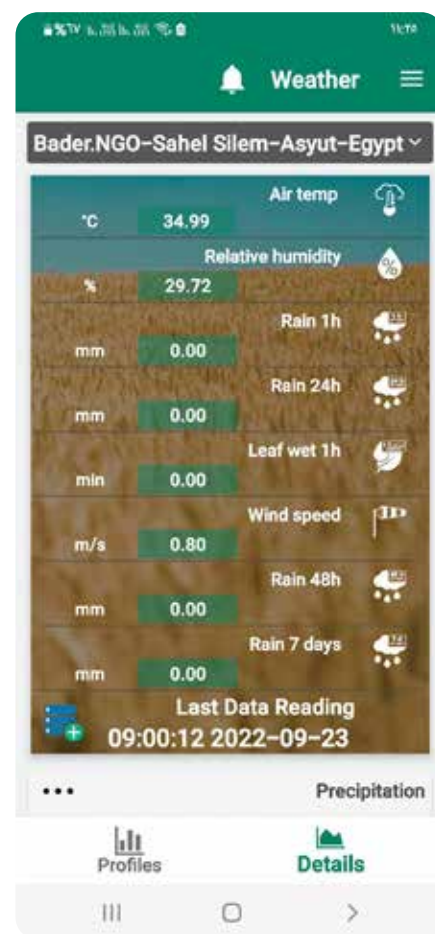 Weather
Bader.NGO-Sahel Silem-Asyut-Egypt
Air temp
°C 34.99
Relative humidity
% 29.72
Rain 1h
mm 0.00
Rain 24h
mm 0.00
Leaf wet 1h
min 0.00
Wind speed
m/s 0.80
Rain 48h
mm 0.00
Rain 7 days
mm 0.00
Last Data Reading
09:00:12 2022-09-23
Precipitation
Profiles Details